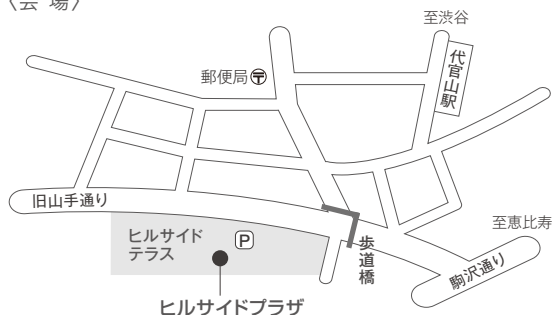 〈会 場〉
至渋谷
郵便局〒
代官山駅
旧山手通り
ヒルサイド
テラス
P
歩道橋
至恵比寿
駒沢通り
ヒルサイドプラザ